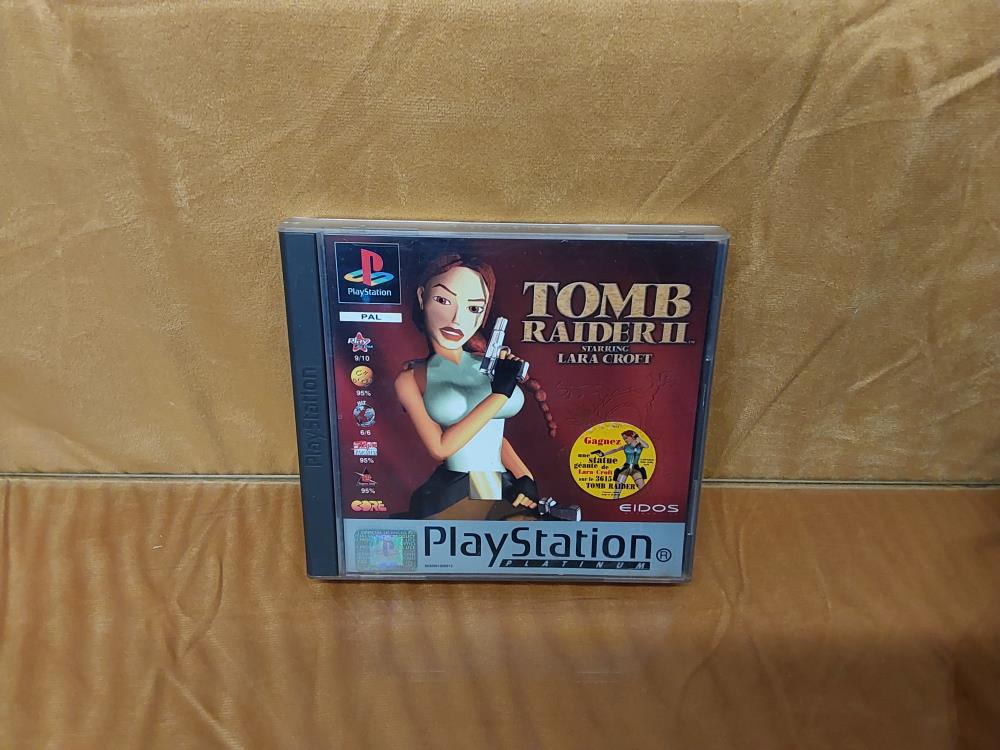 PlayStation
PlayStation
PAL
9/10
95%
6/6
95%
95%
CORE
TOMB
RAIDER II
STARRING
LARA CROFT
Gagnez
une
statue
géante de
Lara Croft
sur le 3615
TOMB RAIDER
EIDOS
PlayStation®
PLATINUM